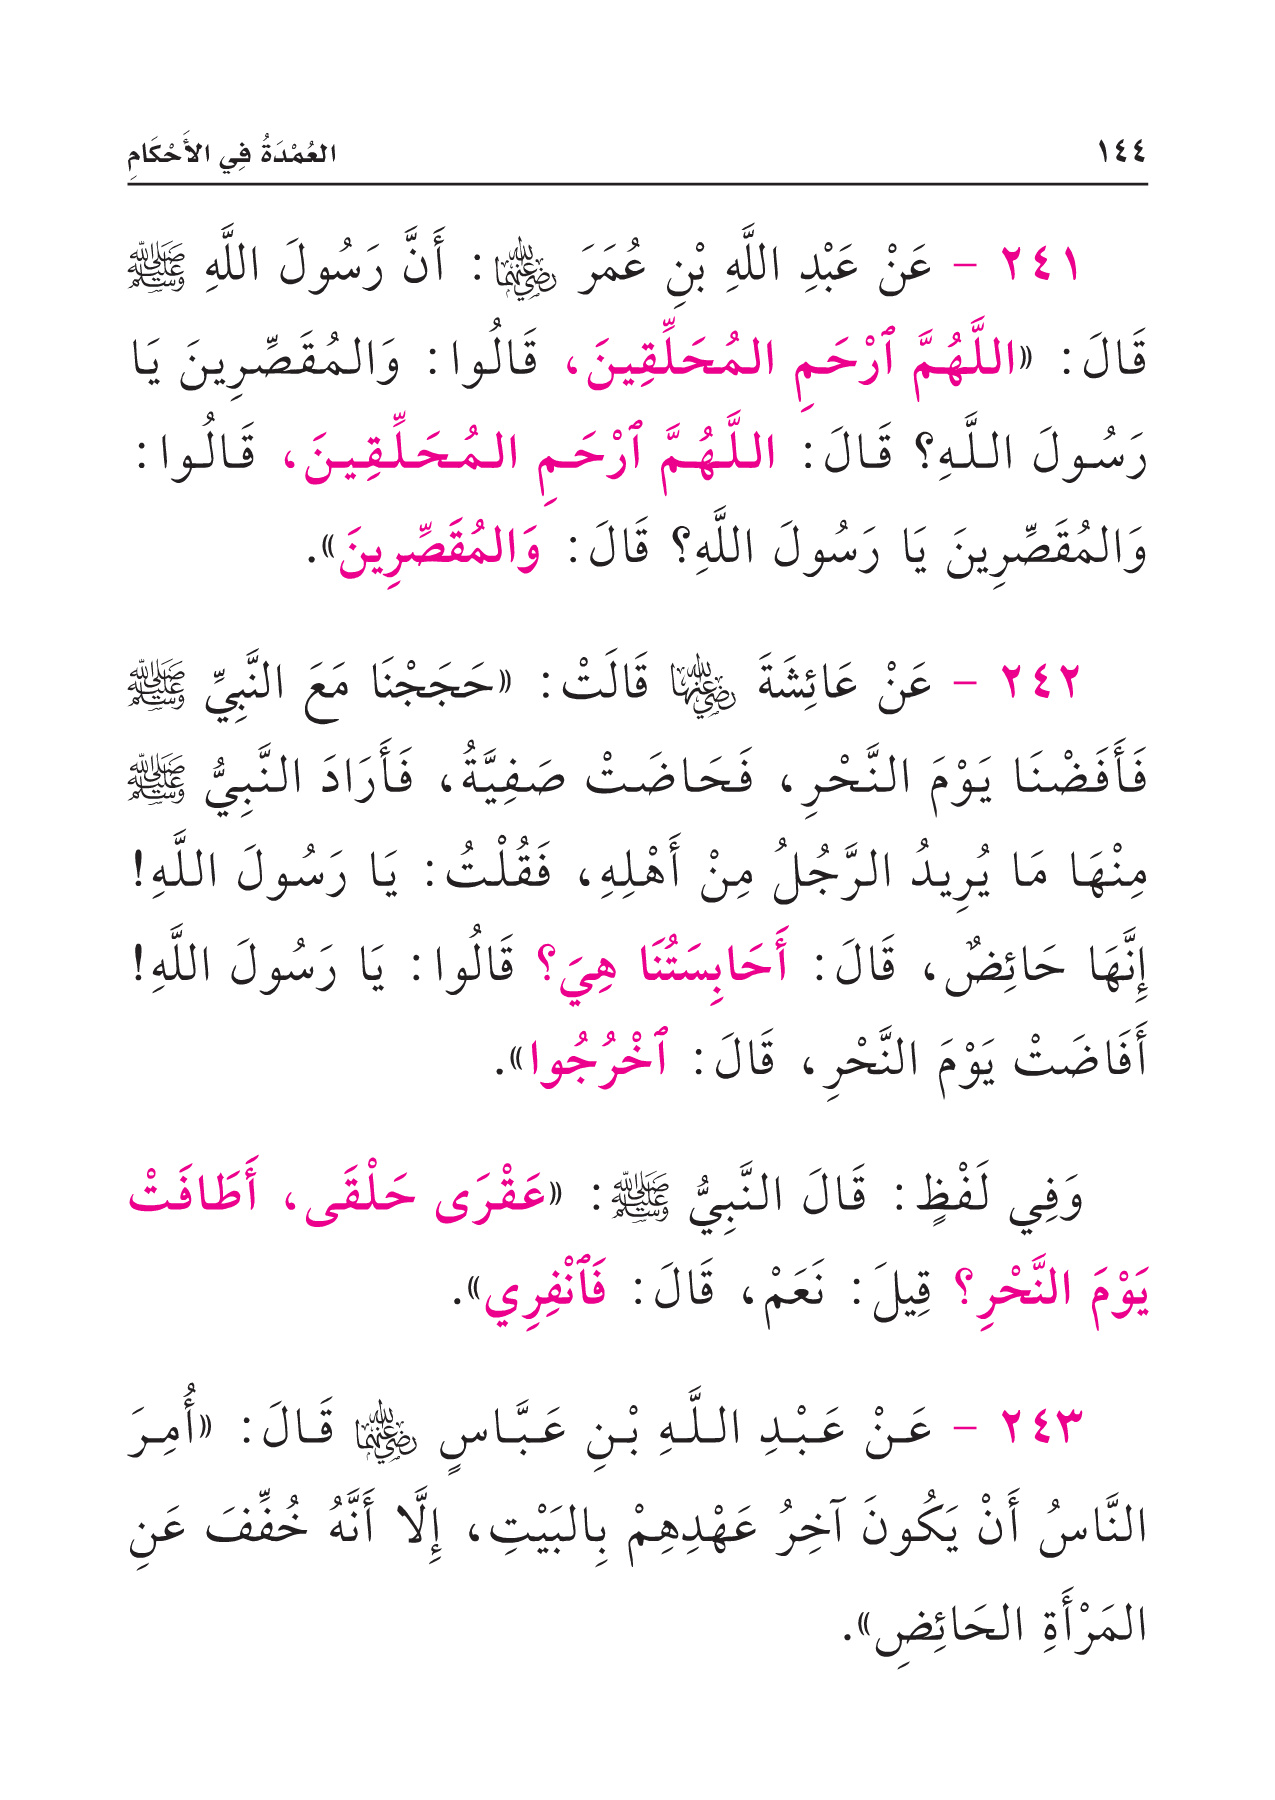 ١٤٤ العُمْدَةُ فِي الأَحْكَامِ
٢٤١ - عَنْ عَبْدِ اللَّهِ بْنِ عُمَرَ رضي الله عنهما: أَنَّ رَسُولَ اللَّهِ ﷺ
قَالَ: «اللَّهُمَّ ٱرْحَمِ المُحَلِّقِينَ، قَالُوا: وَالمُقَصِّرِينَ يَا
رَسُولَ اللَّهِ؟ قَالَ: اللَّهُمَّ ٱرْحَمِ المُحَلِّقِينَ، قَالُوا:
وَالمُقَصِّرِينَ يَا رَسُولَ اللَّهِ؟ قَالَ: وَالمُقَصِّرِينَ».
٢٤٢ - عَنْ عَائِشَةَ رضي الله عنها قَالَتْ: «حَجَجْنَا مَعَ النَّبِيِّ ﷺ
فَأَفَضْنَا يَوْمَ النَّحْرِ، فَحَاضَتْ صَفِيَّةُ، فَأَرَادَ النَّبِيُّ ﷺ
مِنْهَا مَا يُرِيدُ الرَّجُلُ مِنْ أَهْلِهِ، فَقُلْتُ: يَا رَسُولَ اللَّهِ!
إِنَّهَا حَائِضٌ، قَالَ: أَحَابِسَتُنَا هِيَ؟ قَالُوا: يَا رَسُولَ اللَّهِ!
أَفَاضَتْ يَوْمَ النَّحْرِ، قَالَ: ٱخْرُجُوا».
وَفِي لَفْظٍ: قَالَ النَّبِيُّ ﷺ: «عَقْرَى حَلْقَى، أَطَافَتْ
يَوْمَ النَّحْرِ؟ قِيلَ: نَعَمْ، قَالَ: فَٱنْفِرِي».
٢٤٣ - عَنْ عَبْدِ اللَّهِ بْنِ عَبَّاسٍ رضي الله عنهما قَالَ: «أُمِرَ
النَّاسُ أَنْ يَكُونَ آخِرُ عَهْدِهِمْ بِالبَيْتِ، إِلَّا أَنَّهُ خُفِّفَ عَنِ
المَرْأَةِ الحَائِضِ».